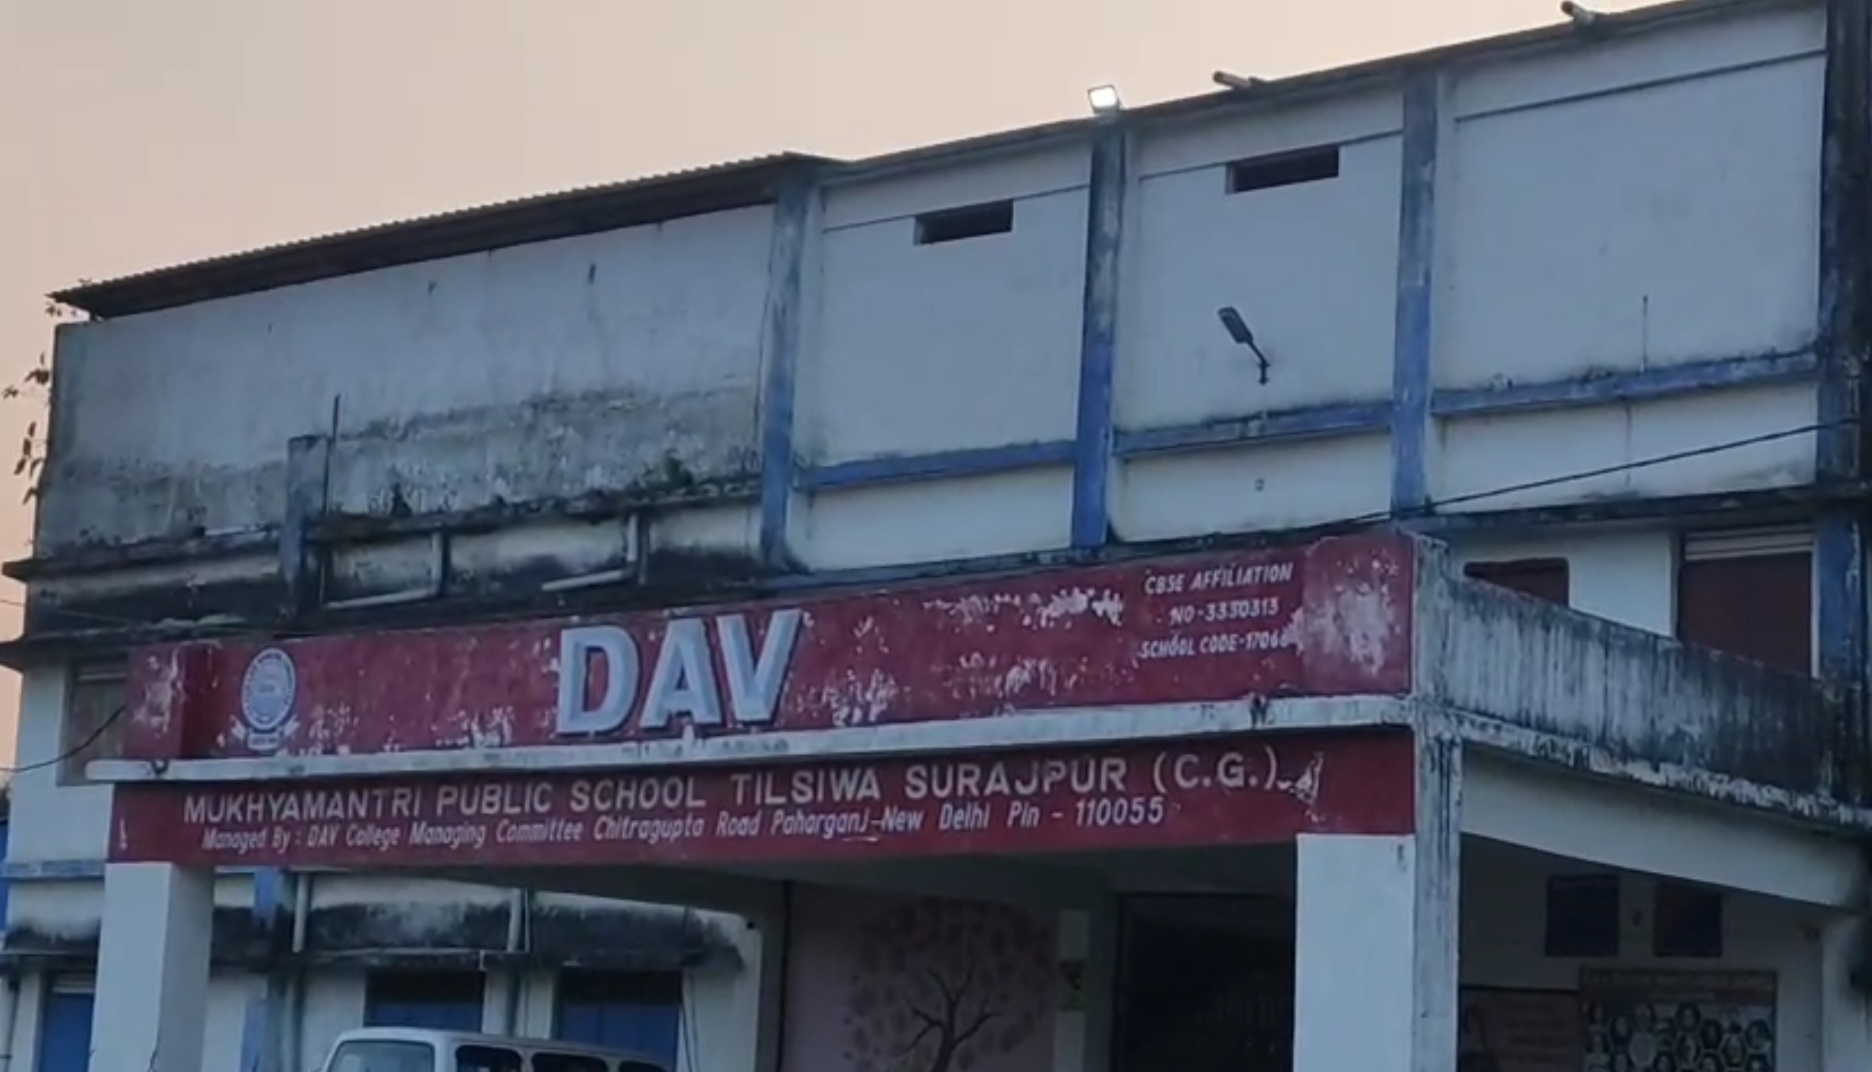 DAV
CBSE AFFILIATION
NO-3330313
SCHOOL CODE-
MUKHYAMANTRI PUBLIC SCHOOL TILSIWA SURAJPUR (C.G.)
Managed By : DAV College Managing Committee Chitragupta Road Paharganj-New Delhi Pin - 110055